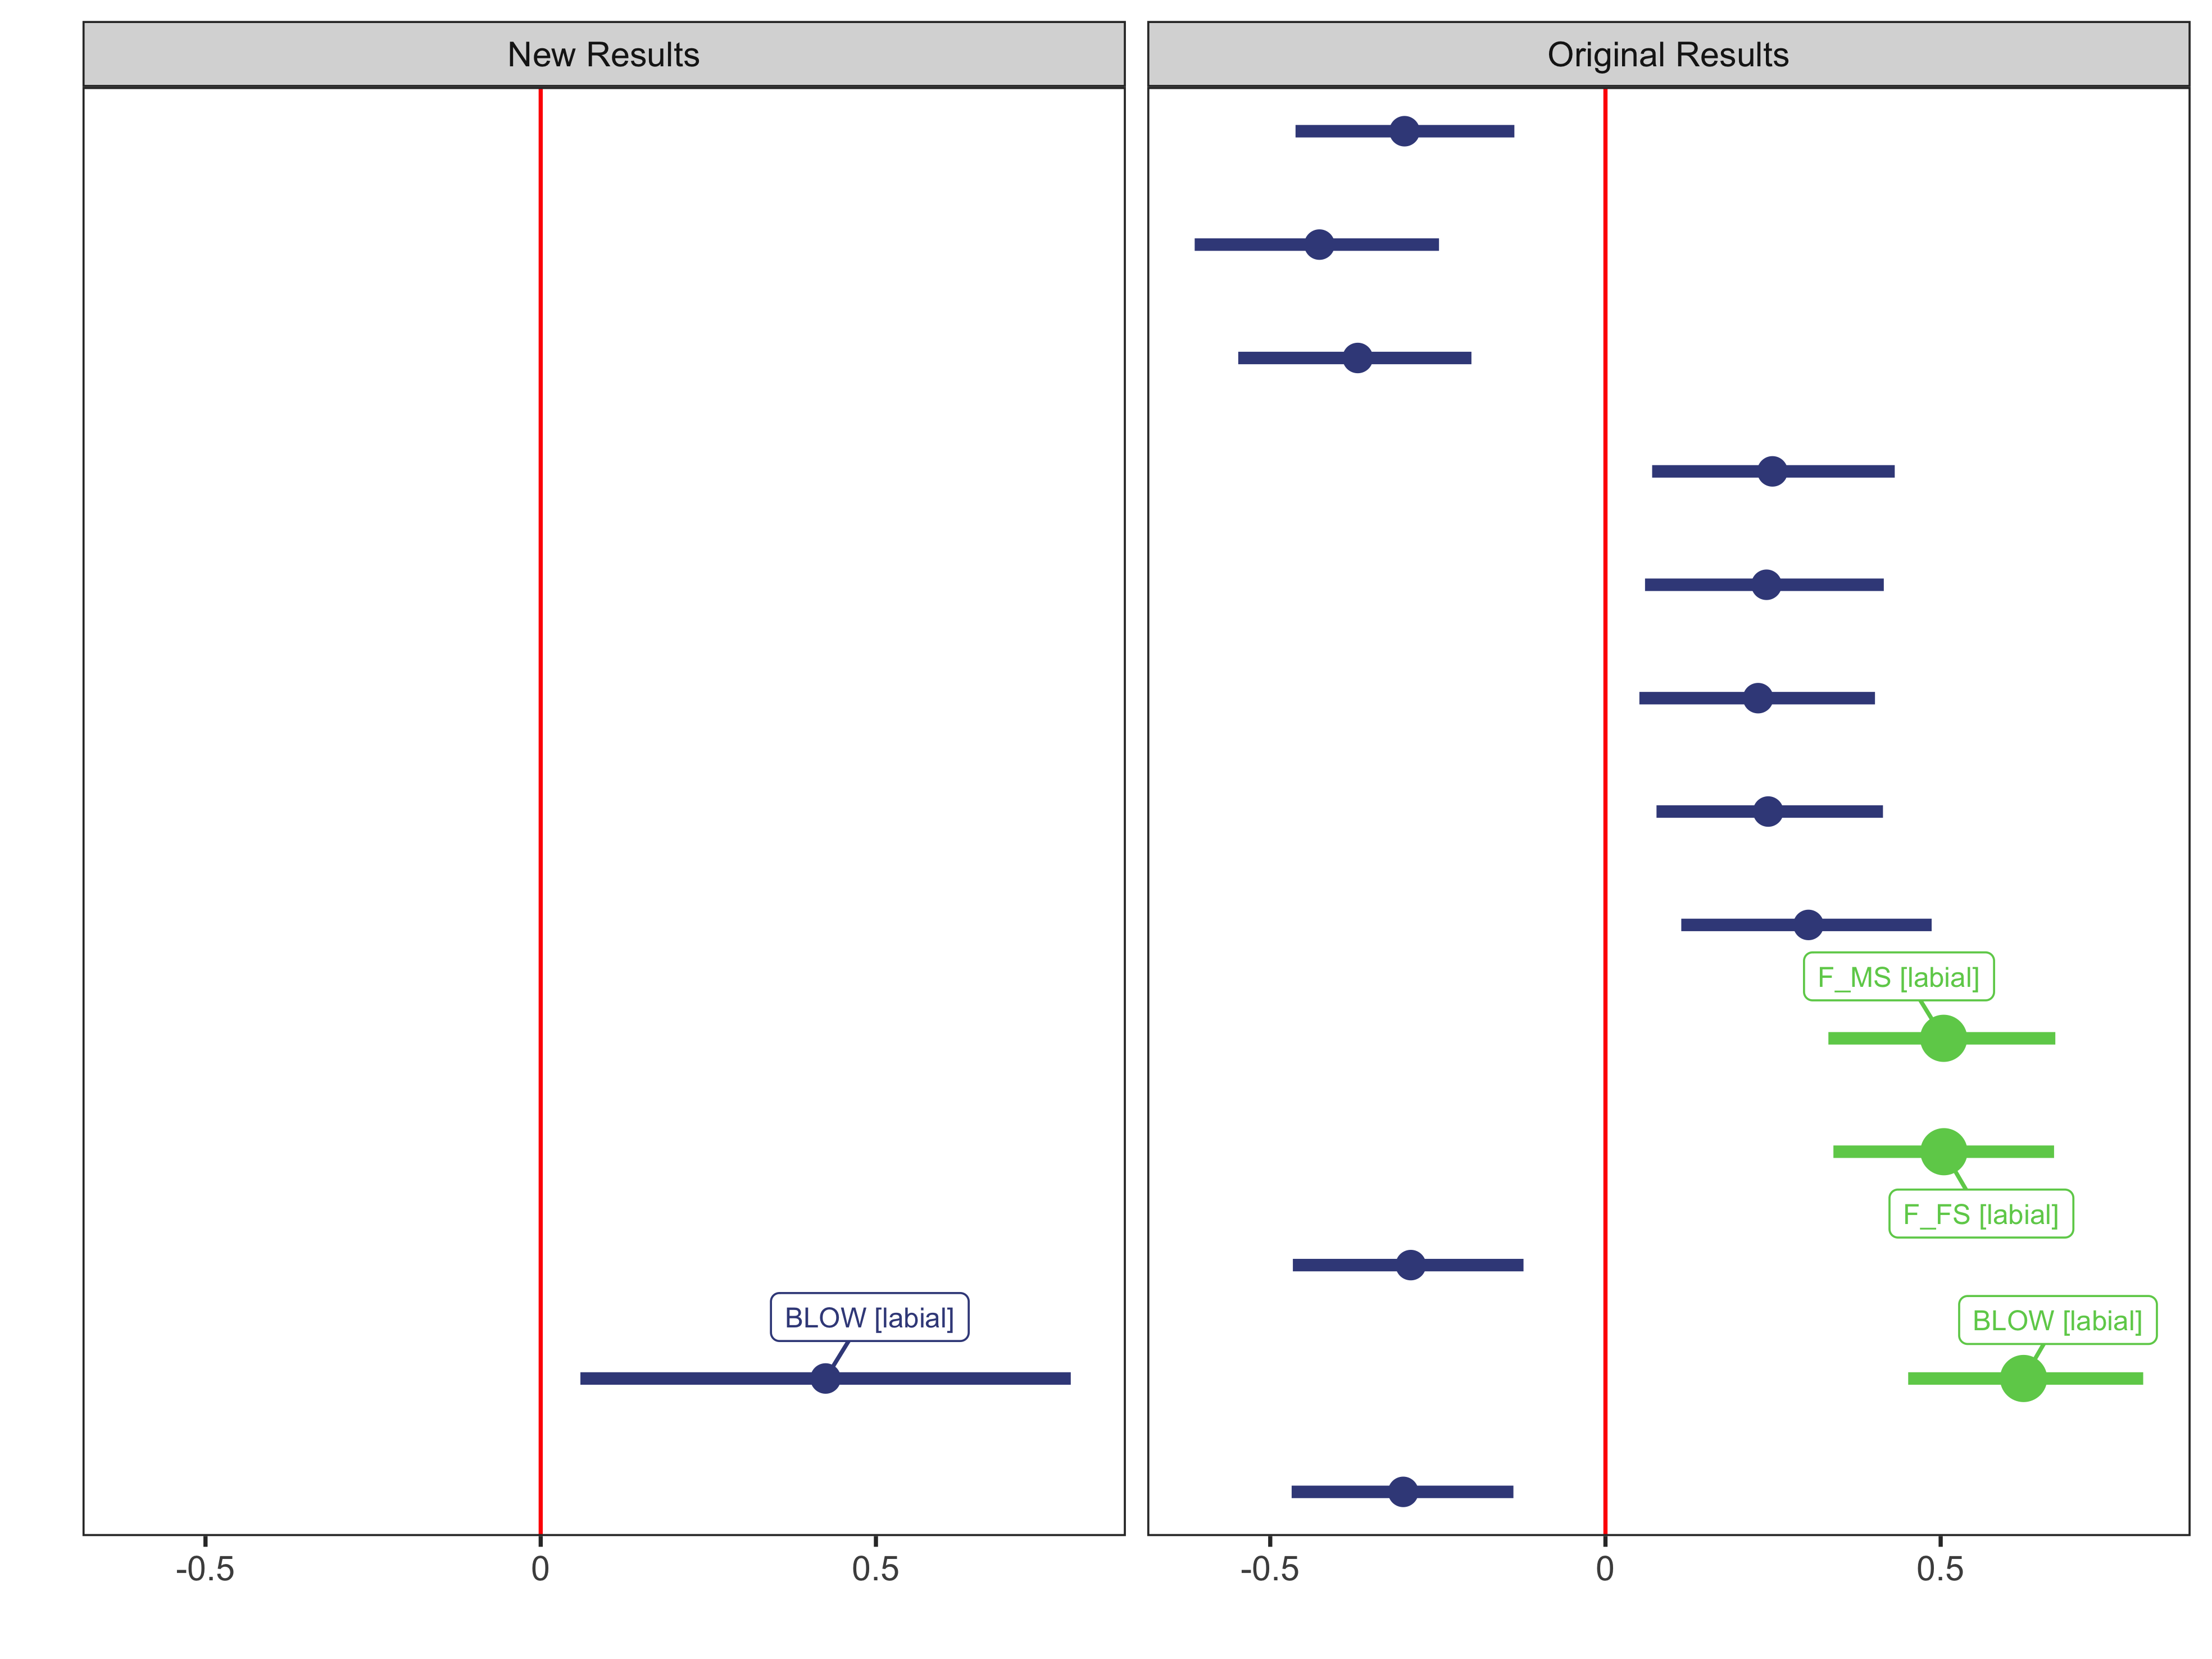 New Results
Original Results
F_MS [labial]
F_FS [labial]
BLOW [labial]
BLOW [labial]
-0.5 0 0.5
-0.5 0 0.5